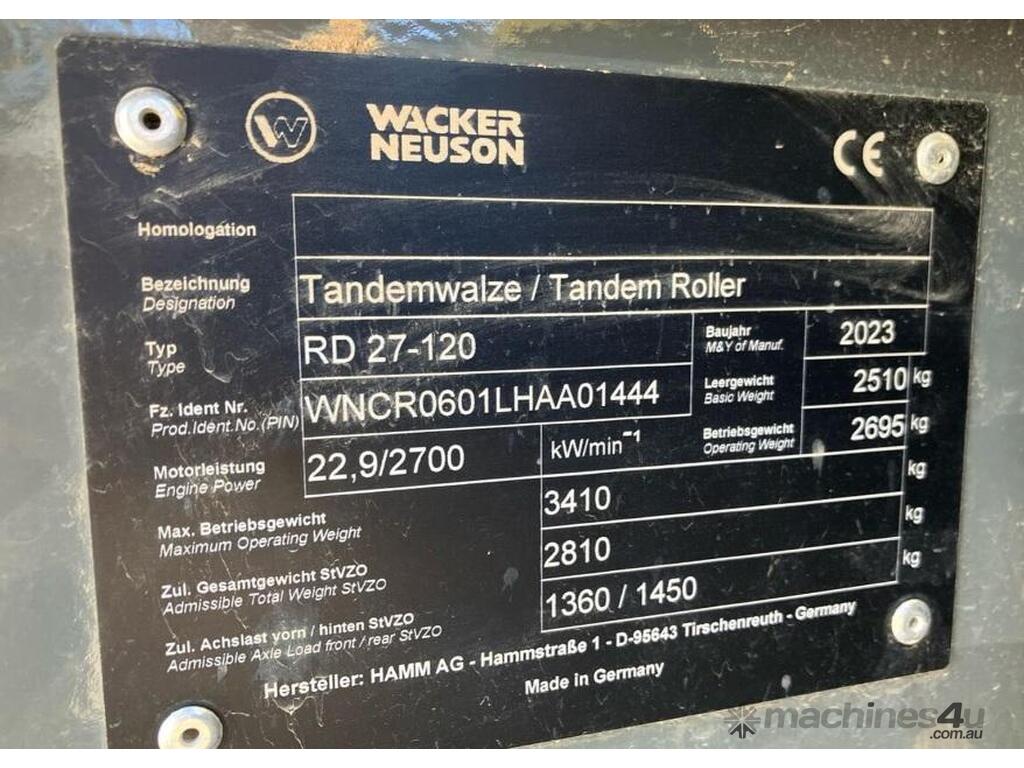 W
WACKER
NEUSON
CE
Homologation
Bezeichnung
Designation
Tandemwalze / Tandem Roller
Typ
Type
RD 27-120
Baujahr
M&Y of Manuf.
2023
Fz. Ident Nr.
Prod.Ident.No.(PIN)
WNCR0601LHAA01444
Leergewicht
Basic Weight
2510 kg
Motorleistung
Engine Power
22,9/2700
kW/min⁻¹
Betriebsgewicht
Operating Weight
2695 kg
Max. Betriebsgewicht
Maximum Operating Weight
3410 kg
Zul. Gesamtgewicht StVZO
Admissible Total Weight StVZO
2810 kg
Zul. Achslast vorn / hinten StVZO
Admissible Axle Load front / rear StVZO
1360 / 1450 kg
Hersteller: HAMM AG - Hammstraße 1 - D-95643 Tirschenreuth - Germany
Made in Germany
machines4u
.com.au